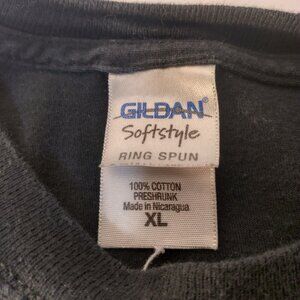 GILDAN®
Softstyle
RING SPUN
100% COTTON
PRESHRUNK
Made in Nicaragua
XL